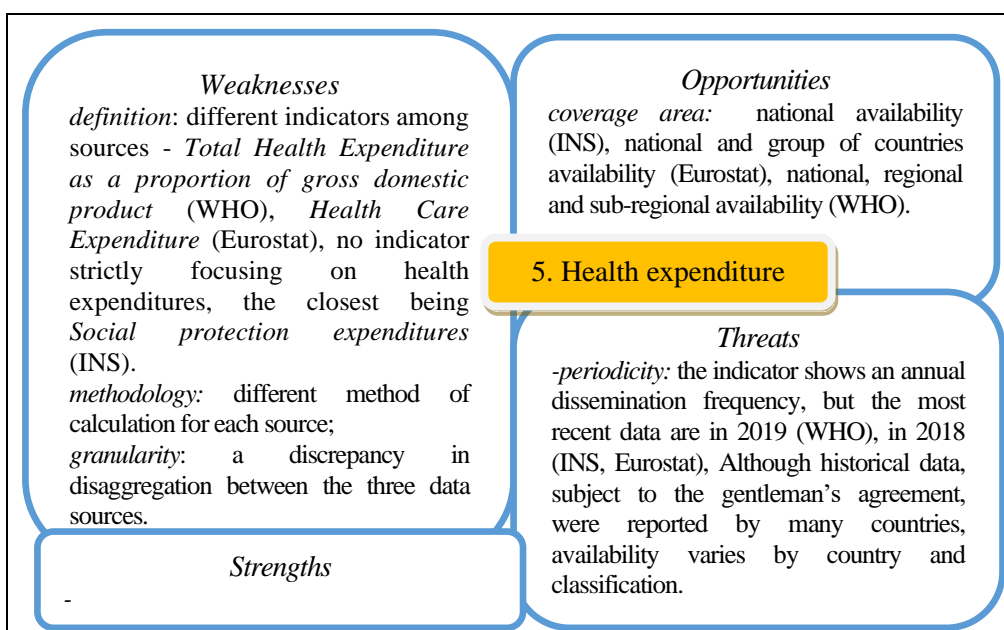 Weaknesses
definition: different indicators among
sources - Total Health Expenditure
as a proportion of gross domestic
product (WHO), Health Care
Expenditure (Eurostat), no indicator
strictly focusing on health
expenditures, the closest being
Social protection expenditures
(INS).
methodology: different method of
calculation for each source;
granularity: a discrepancy in
disaggregation between the three data
sources.
Opportunities
coverage area: national availability
(INS), national and group of countries
availability (Eurostat), national, regional
and sub-regional availability (WHO).
5. Health expenditure
Strengths
-
Threats
-periodicity: the indicator shows an annual
dissemination frequency, but the most
recent data are in 2019 (WHO), in 2018
(INS, Eurostat), Although historical data,
subject to the gentleman’s agreement,
were reported by many countries,
availability varies by country and
classification.